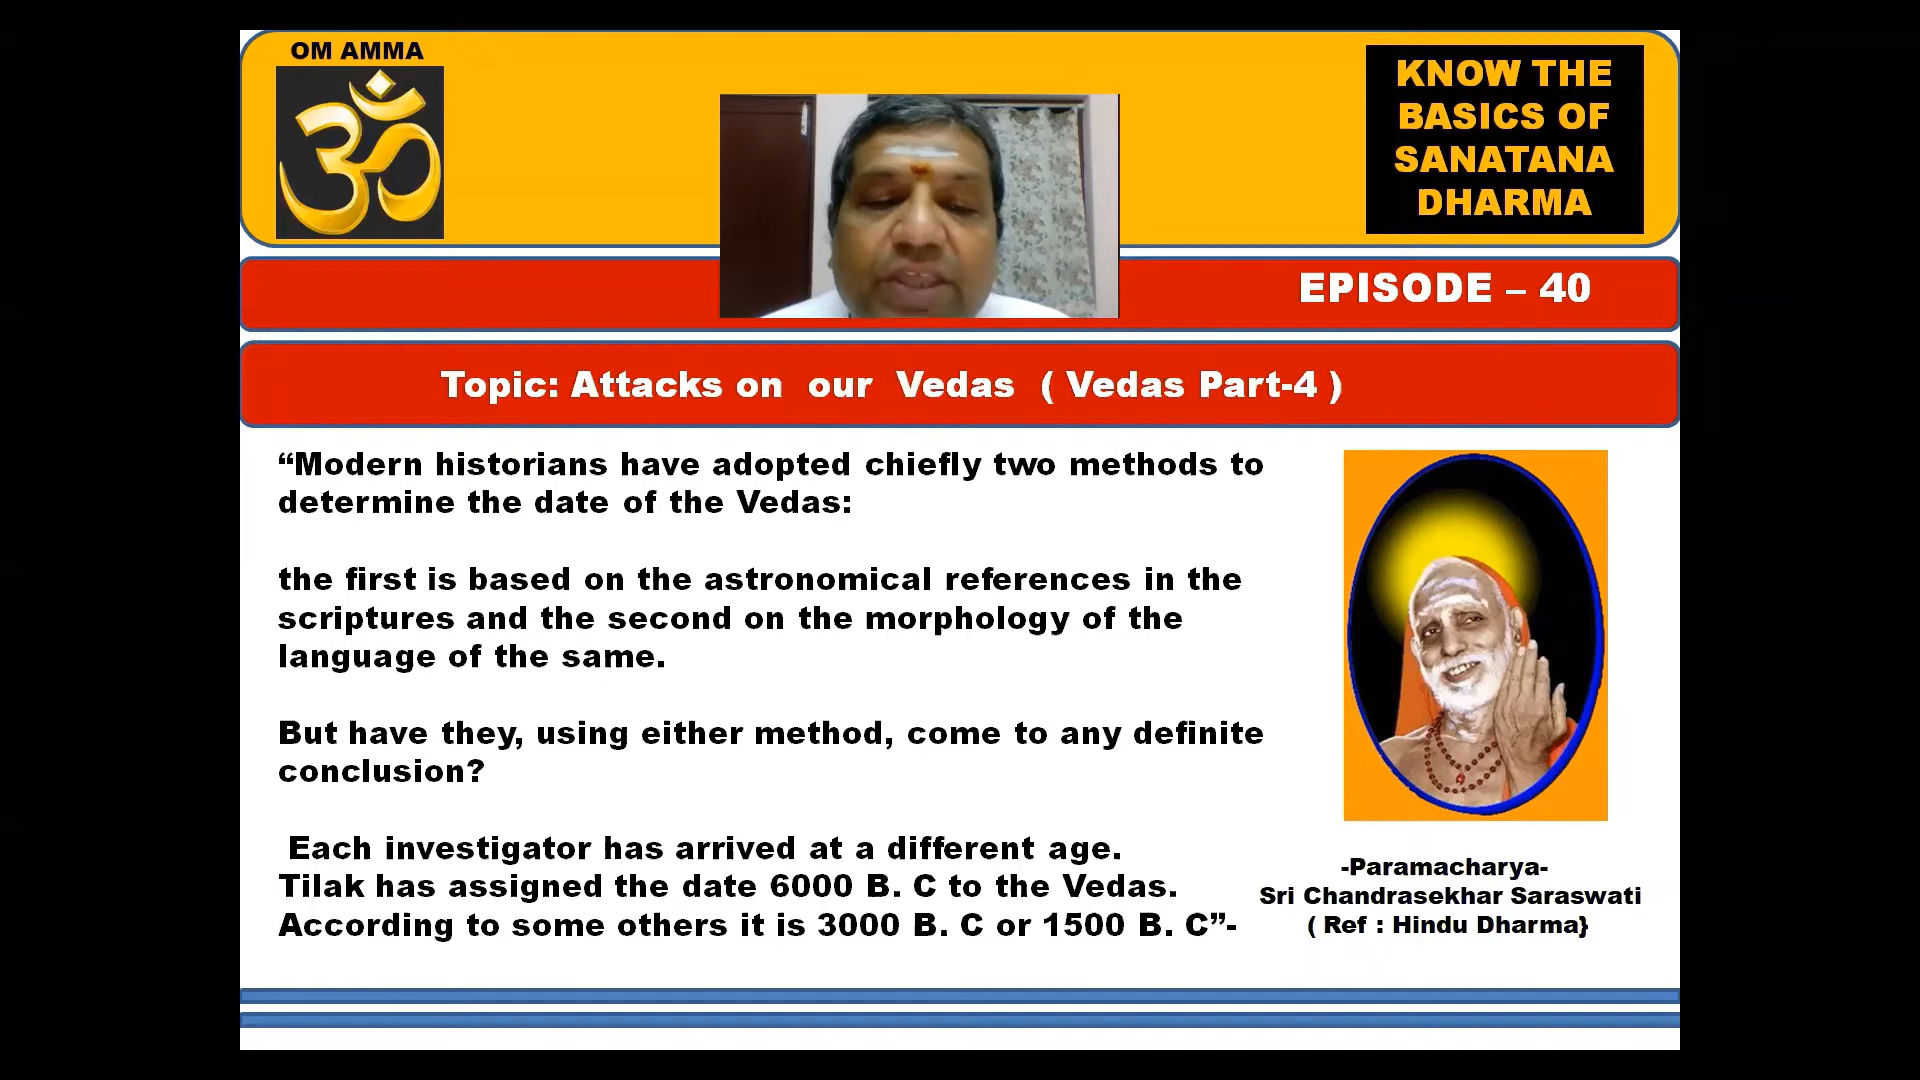 OM AMMA
KNOW THE
BASICS OF
SANATANA
DHARMA
EPISODE – 40
Topic: Attacks on our Vedas ( Vedas Part-4 )
“Modern historians have adopted chiefly two methods to
determine the date of the Vedas:
the first is based on the astronomical references in the
scriptures and the second on the morphology of the
language of the same.
But have they, using either method, come to any definite
conclusion?
Each investigator has arrived at a different age.
Tilak has assigned the date 6000 B. C to the Vedas.
According to some others it is 3000 B. C or 1500 B. C”-
-Paramacharya-
Sri Chandrasekhar Saraswati
( Ref : Hindu Dharma}